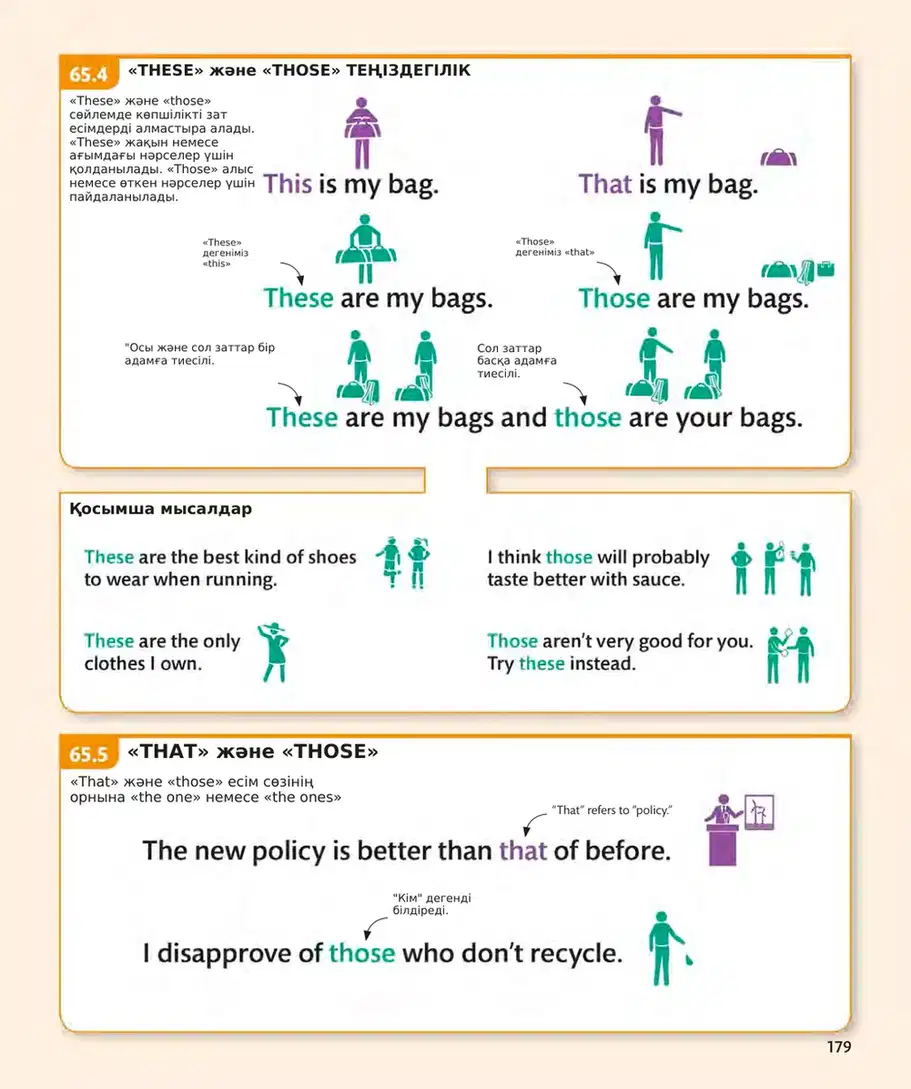 65.4 «THESE» және «THOSE» ТЕҢІЗДЕГІЛІК
«These» және «those»
сөйлемде көпшілікті зат
есімдерді алмастыра алады.
«These» жақын немесе
ағымдағы нәрселер үшін
қолданылады. «Those» алыс
немесе өткен нәрселер үшін
пайдаланылады.
This is my bag.
That is my bag.
«These»
дегеніміз
«this»
«Those»
дегеніміз «that»
These are my bags.
Those are my bags.
"Осы және сол заттар бір
адамға тиесілі.
Сол заттар
басқа адамға
тиесілі.
These are my bags and those are your bags.
Қосымша мысалдар
These are the best kind of shoes
to wear when running.
I think those will probably
taste better with sauce.
These are the only
clothes I own.
Those aren't very good for you.
Try these instead.
65.5 «THAT» және «THOSE»
«That» және «those» есім сөзінің
орнына «the one» немесе «the ones»
"That" refers to "policy."
The new policy is better than that of before.
"Кім" дегенді
білдіреді.
I disapprove of those who don't recycle.
179